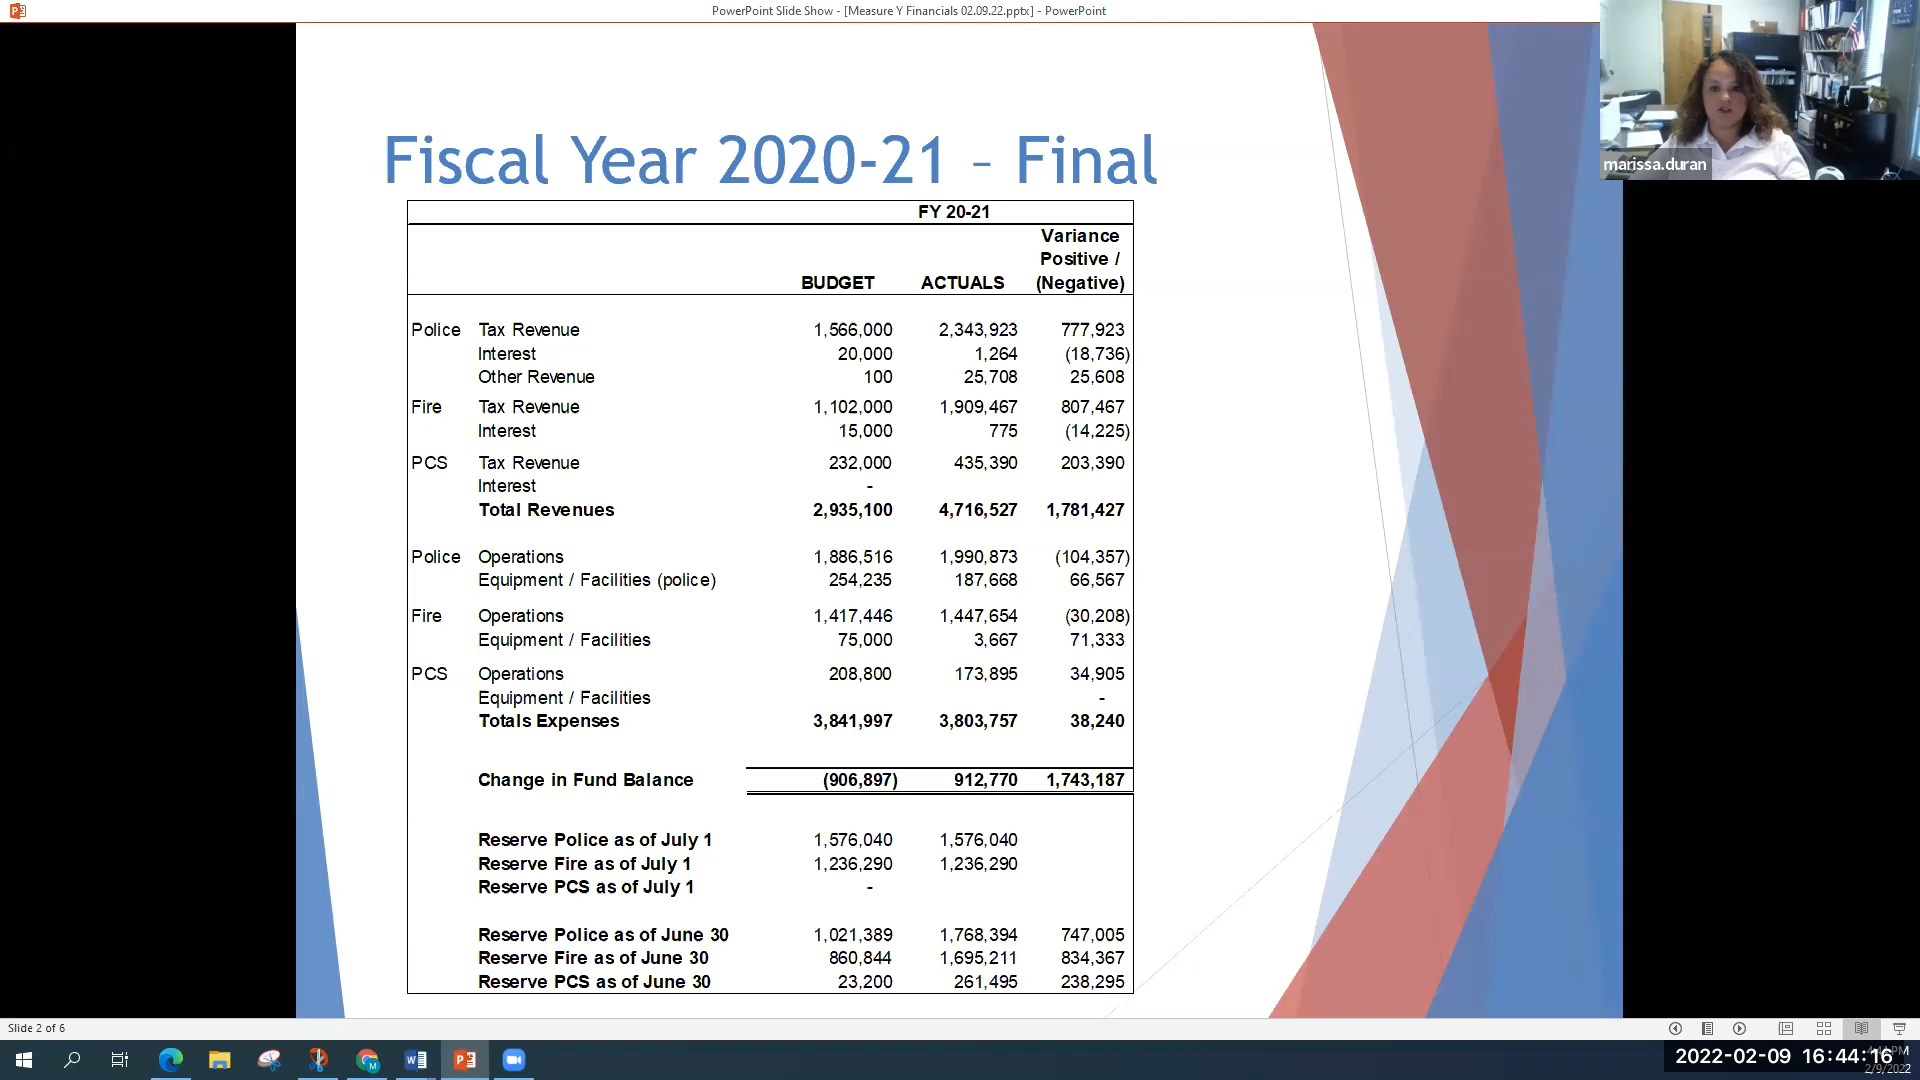 PowerPoint Slide Show - [Measure Y Financials 02.09.22.pptx] - PowerPoint
marissa.duran
Fiscal Year 2020-21 – Final
FY 20-21
Variance
Positive /
BUDGET ACTUALS (Negative)
Police Tax Revenue 1,566,000 2,343,923 777,923
Interest 20,000 1,264 (18,736)
Other Revenue 100 25,708 25,608
Fire Tax Revenue 1,102,000 1,909,467 807,467
Interest 15,000 775 (14,225)
PCS Tax Revenue 232,000 435,390 203,390
Interest -
Total Revenues 2,935,100 4,716,527 1,781,427
Police Operations 1,886,516 1,990,873 (104,357)
Equipment / Facilities (police) 254,235 187,668 66,567
Fire Operations 1,417,446 1,447,654 (30,208)
Equipment / Facilities 75,000 3,667 71,333
PCS Operations 208,800 173,895 34,905
Equipment / Facilities -
Totals Expenses 3,841,997 3,803,757 38,240
Change in Fund Balance (906,897) 912,770 1,743,187
Reserve Police as of July 1 1,576,040 1,576,040
Reserve Fire as of July 1 1,236,290 1,236,290
Reserve PCS as of July 1 -
Reserve Police as of June 30 1,021,389 1,768,394 747,005
Reserve Fire as of June 30 860,844 1,695,211 834,367
Reserve PCS as of June 30 23,200 261,495 238,295
Slide 2 of 6
2022-02-09 16:44:16
2/9/2022